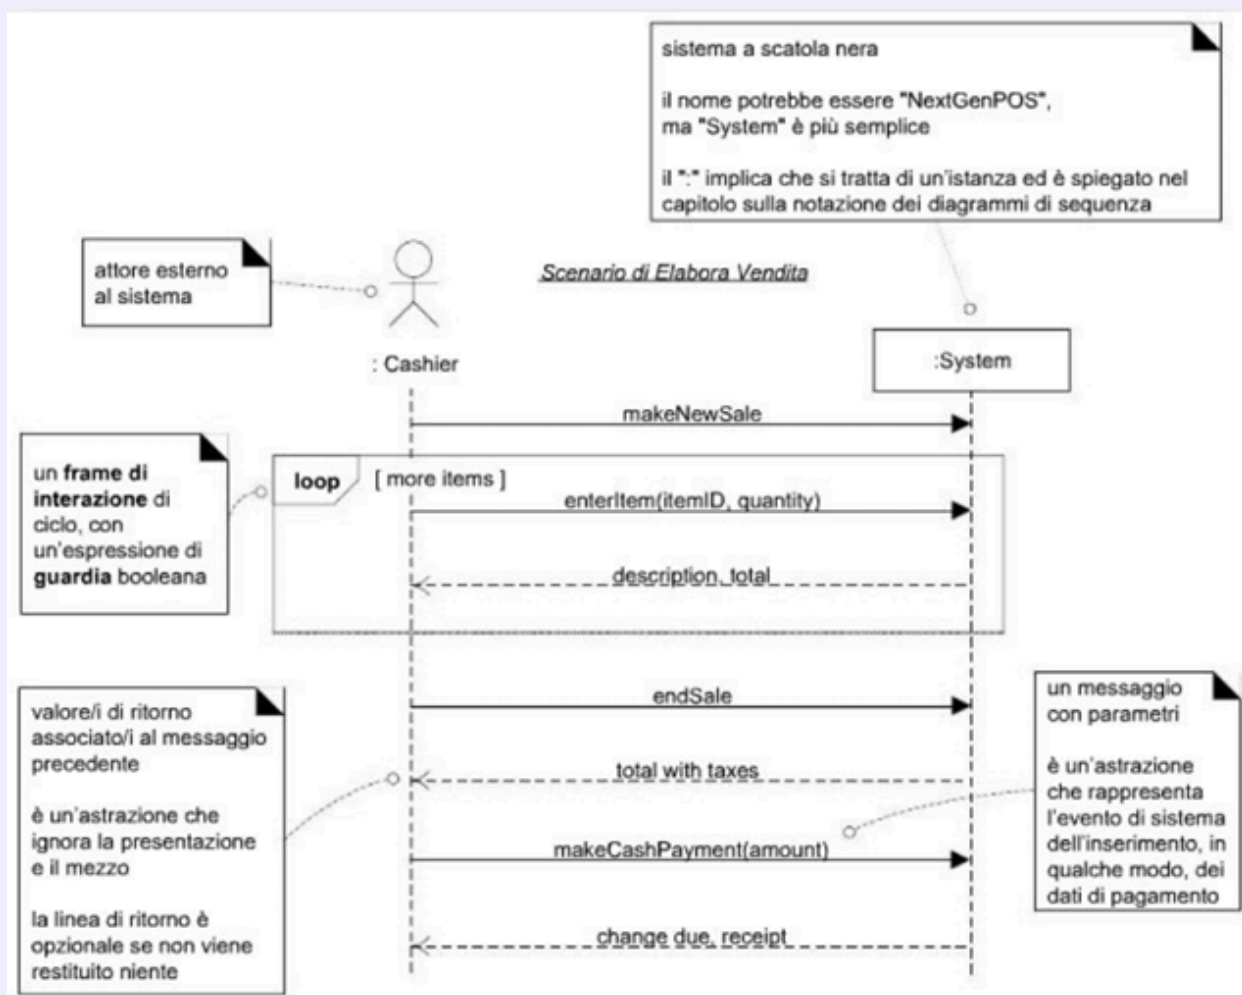 sistema a scatola nera
il nome potrebbe essere "NextGenPOS",
ma "System" è più semplice
il ":" implica che si tratta di un'istanza ed è spiegato nel
capitolo sulla notazione dei diagrammi di sequenza
attore esterno
al sistema
Scenario di Elabora Vendita
: Cashier
:System
makeNewSale
un frame di
interazione di
ciclo, con
un'espressione di
guardia booleana
loop
[ more items ]
enterItem(itemID, quantity)
description, total
endSale
valore/i di ritorno
associato/i al messaggio
precedente
è un'astrazione che
ignora la presentazione
e il mezzo
la linea di ritorno è
opzionale se non viene
restituito niente
total with taxes
un messaggio
con parametri
è un'astrazione
che rappresenta
l'evento di sistema
dell'inserimento, in
qualche modo, dei
dati di pagamento
makeCashPayment(amount)
change due, receipt